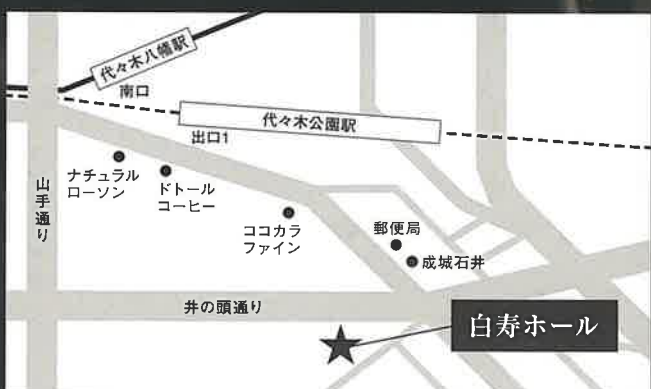 代々木八幡駅
南口
代々木公園駅
出口1
ナチュラル
ローソン
ドトール
コーヒー
山手通り
ココカラ
ファイン
郵便局
成城石井
井の頭通り
白寿ホール